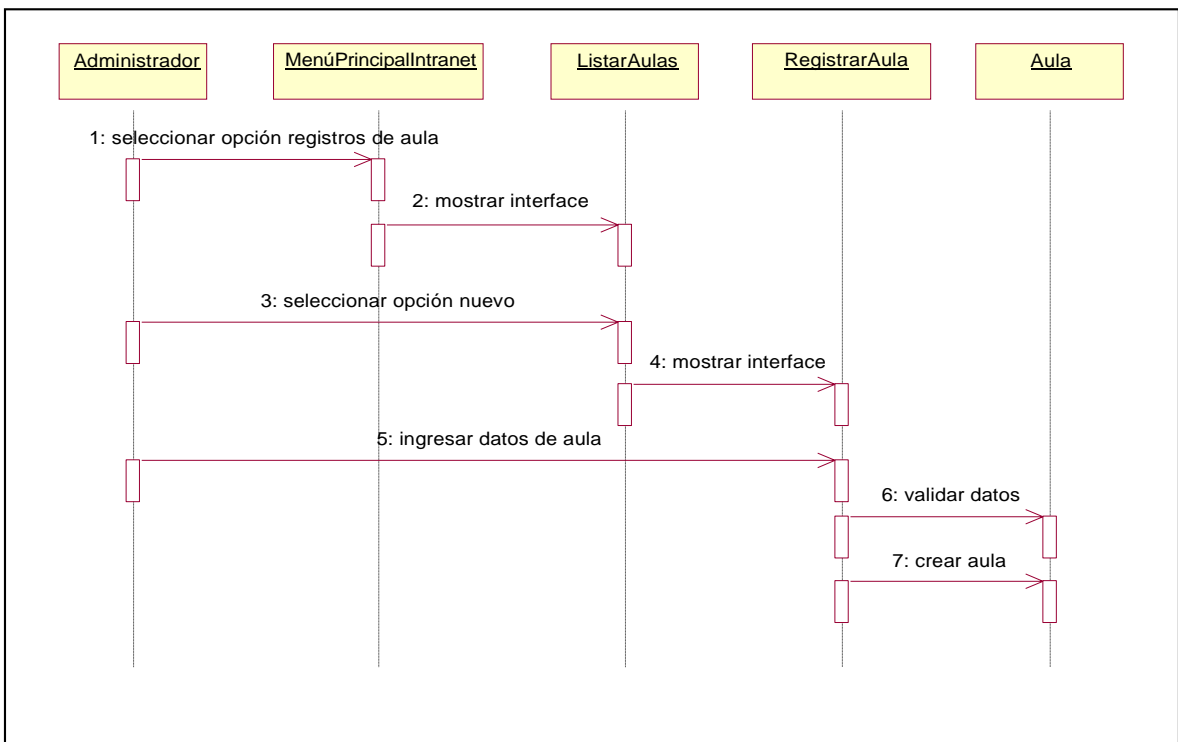 Administrador
MenúPrincipalIntranet
ListarAulas
RegistrarAula
Aula
1: seleccionar opción registros de aula
2: mostrar interface
3: seleccionar opción nuevo
4: mostrar interface
5: ingresar datos de aula
6: validar datos
7: crear aula